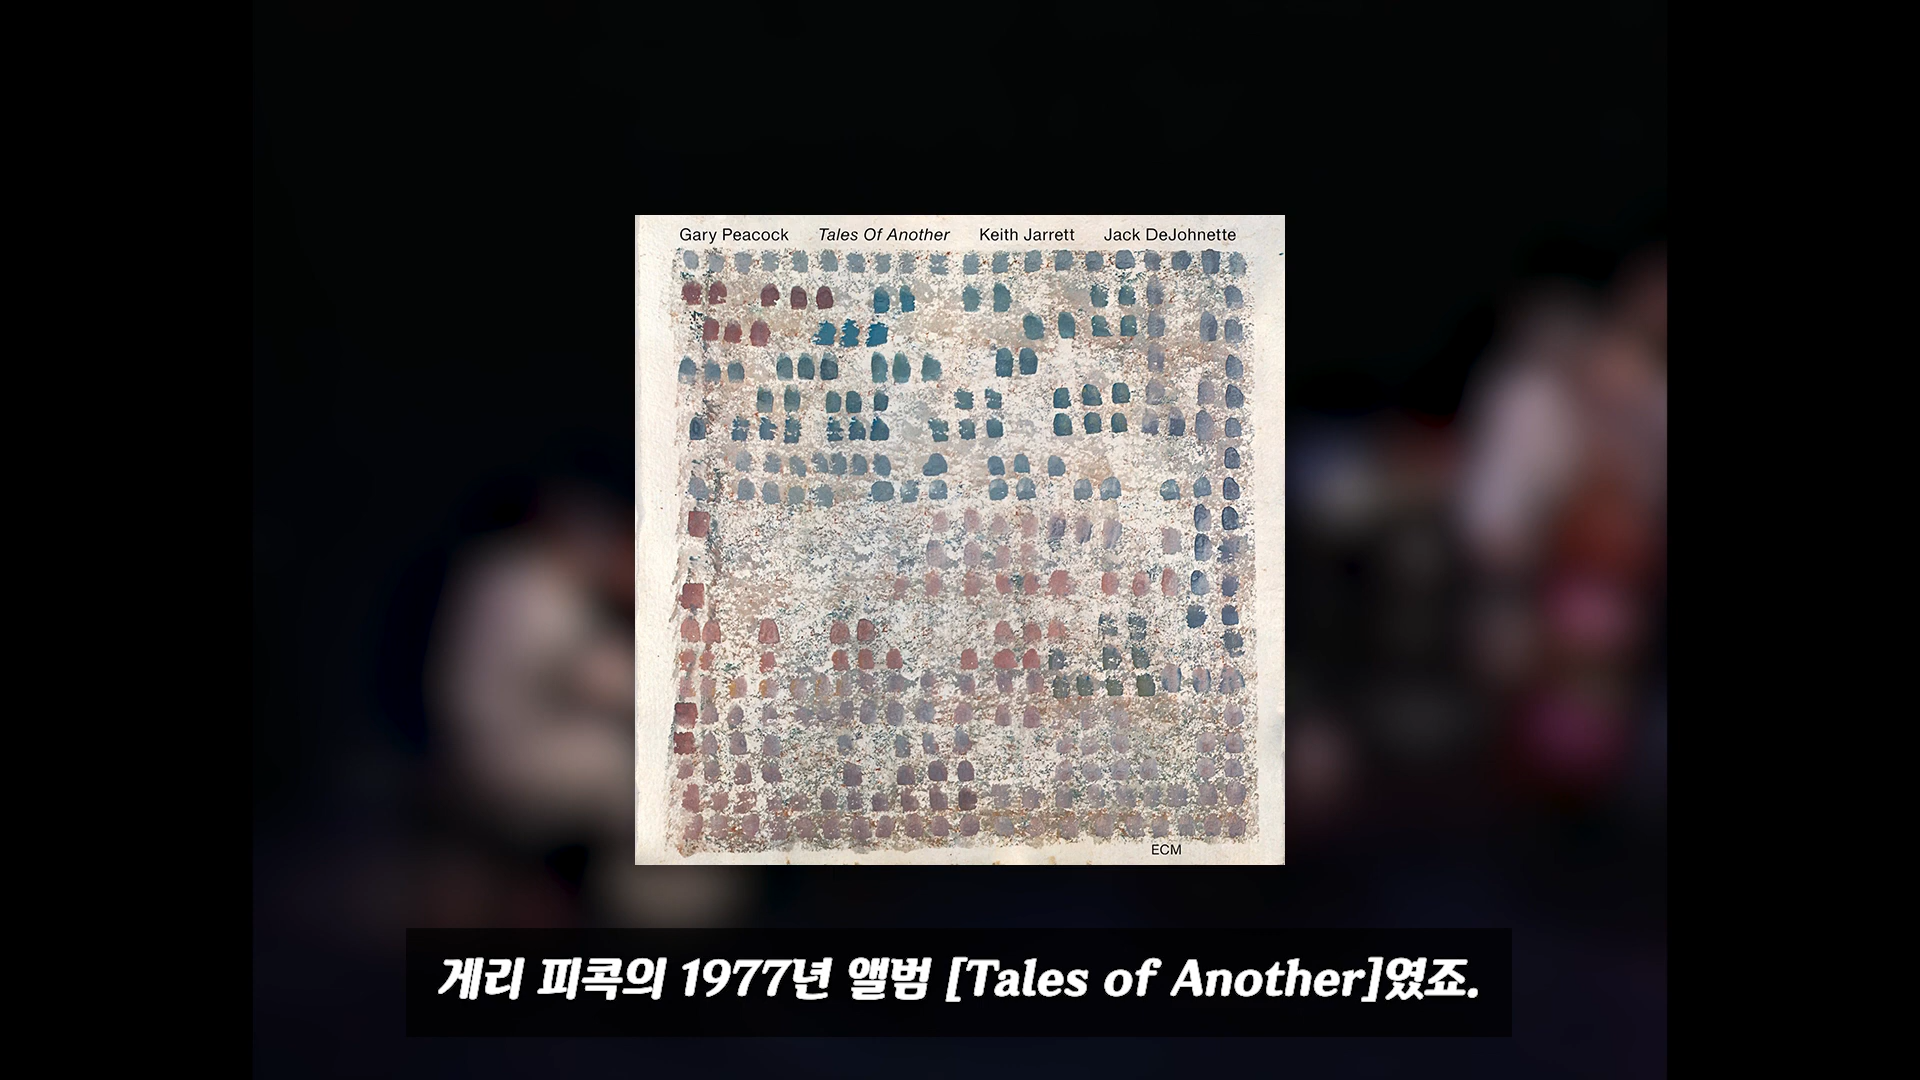 Gary Peacock Tales Of Another Keith Jarrett Jack DeJohnette
ECM
게리 피콕의 1977년 앨범 [Tales of Another]였죠.